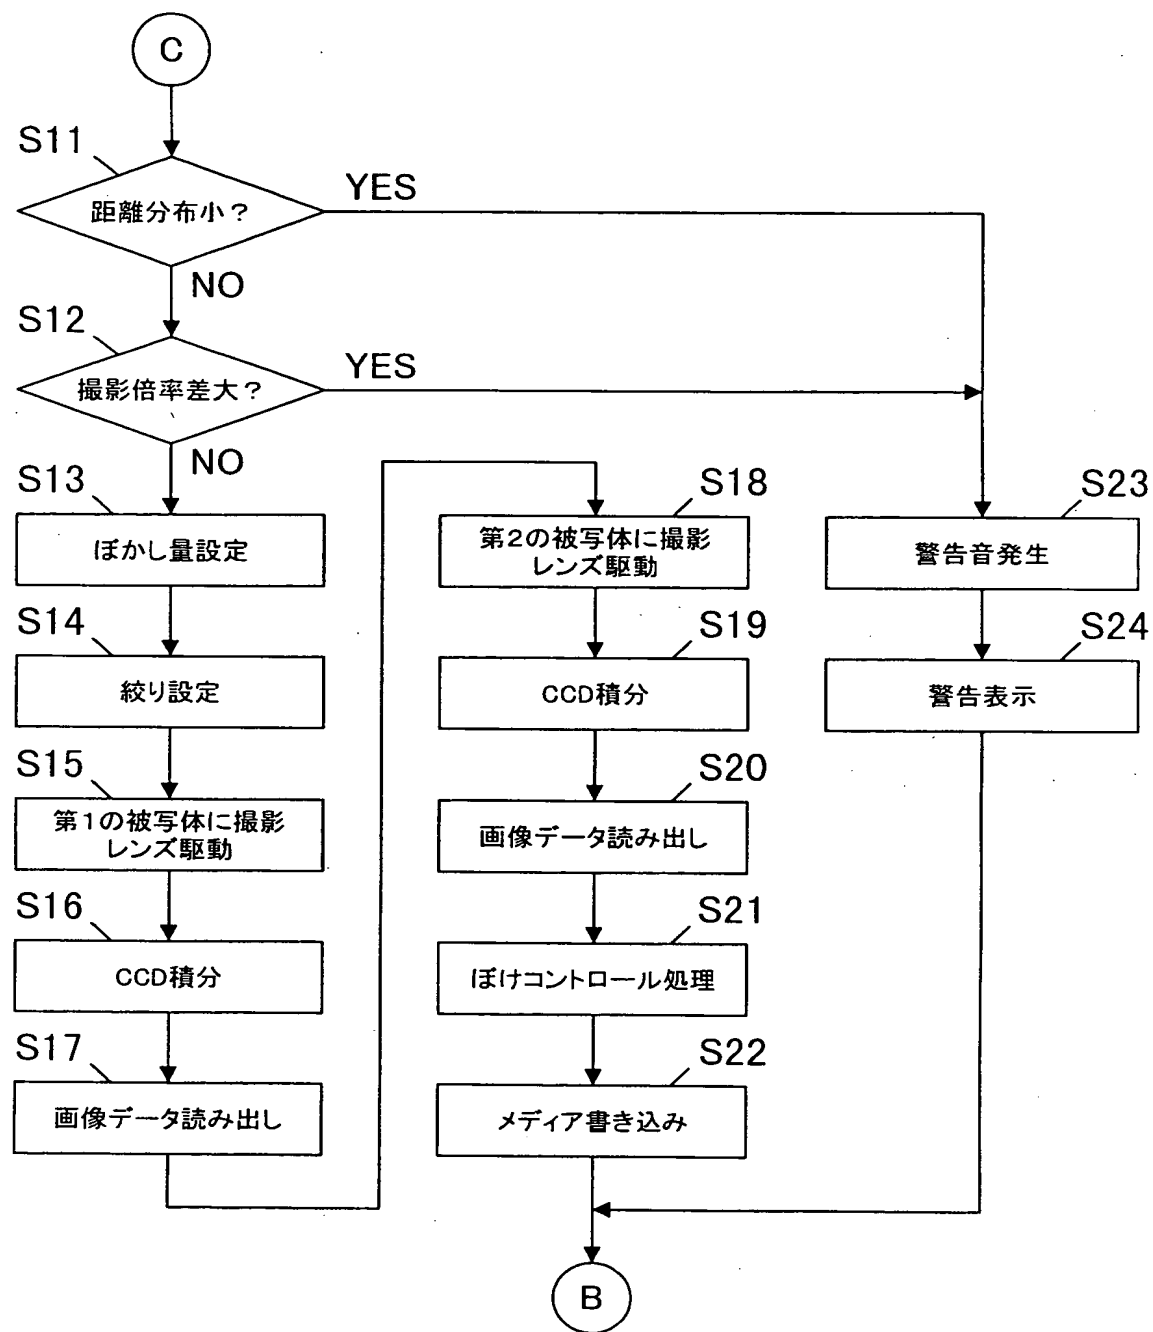 C
S11
距離分布小?
YES
NO
S12
撮影倍率差大?
YES
NO
S13
ぼかし量設定
S14
絞り設定
S15
第1の被写体に撮影
レンズ駆動
S16
CCD積分
S17
画像データ読み出し
S18
第2の被写体に撮影
レンズ駆動
S19
CCD積分
S20
画像データ読み出し
S21
ぼけコントロール処理
S22
メディア書き込み
S23
警告音発生
S24
警告表示
B